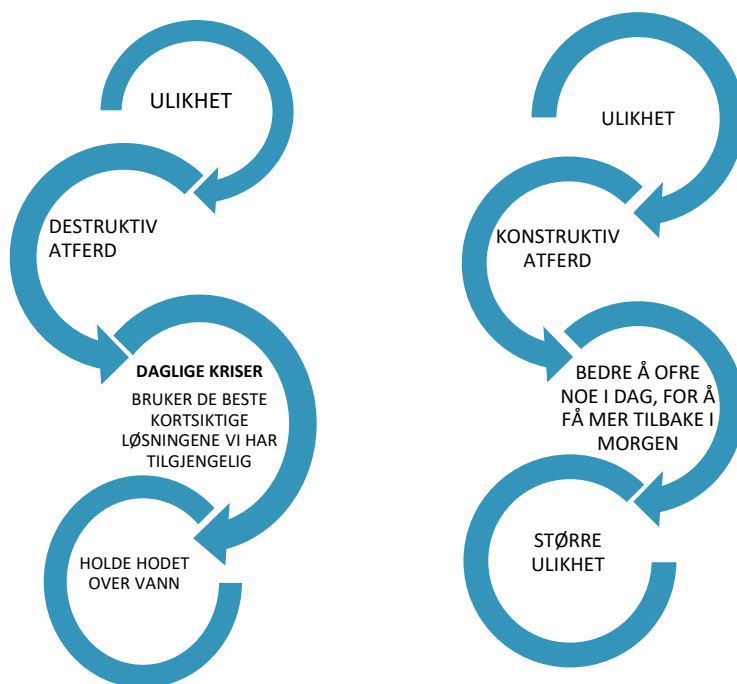 ULIKHET
DESTRUKTIV
ATFERD
DAGLIGE KRISER
BRUKER DE BESTE
KORTSIKTIGE
LØSNINGENE VI HAR
TILGJENGELIG
HOLDE HODET
OVER VANN
ULIKHET
KONSTRUKTIV
ATFERD
BEDRE Å OFRE
NOE I DAG, FOR Å
FÅ MER TILBAKE I
MORGEN
STØRRE
ULIKHET